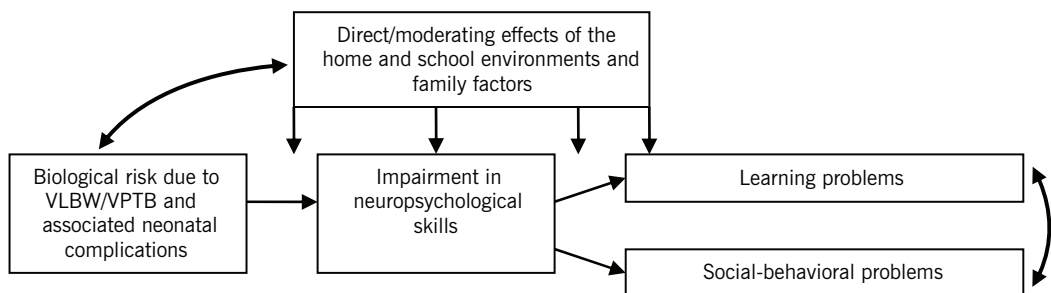 Direct/moderating effects of the
home and school environments and
family factors
Biological risk due to
VLBW/VPTB and
associated neonatal
complications
Impairment in
neuropsychological
skills
Learning problems
Social-behavioral problems